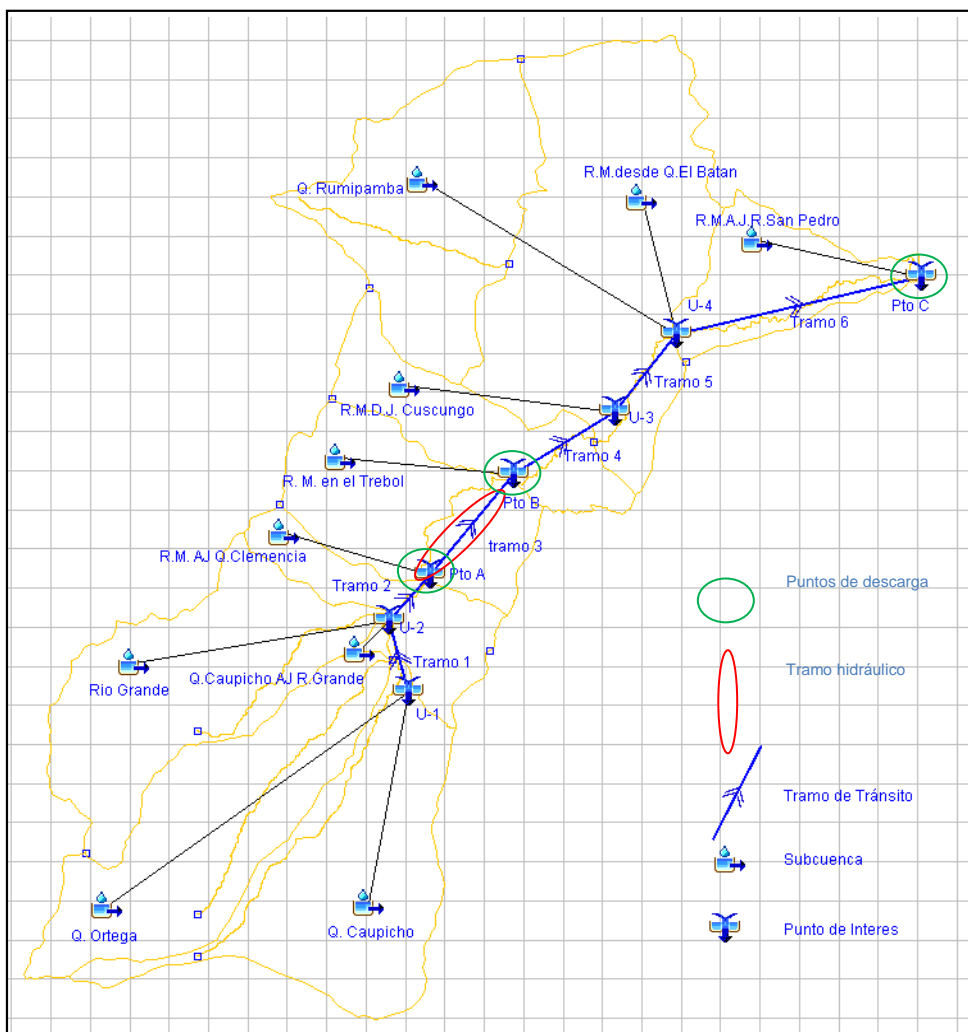 R.M.desde Q.El Batan
Q. Rumipamba
R.M.A.J.R.San Pedro
U-4
Pto C
Tramo 6
Tramo 5
R.M.D.J. Cuscungo
U-3
Tramo 4
R. M. en el Trebol
Pto B
tramo 3
R.M. AJ Q.Clemencia
Pto A
Tramo 2
Puntos de descarga
U-2
Q.Caupicho AJ R.Grande
Tramo 1
Rio Grande
U-1
Tramo hidráulico
Tramo de Tránsito
Subcuenca
Q. Ortega
Q. Caupicho
Punto de Interes